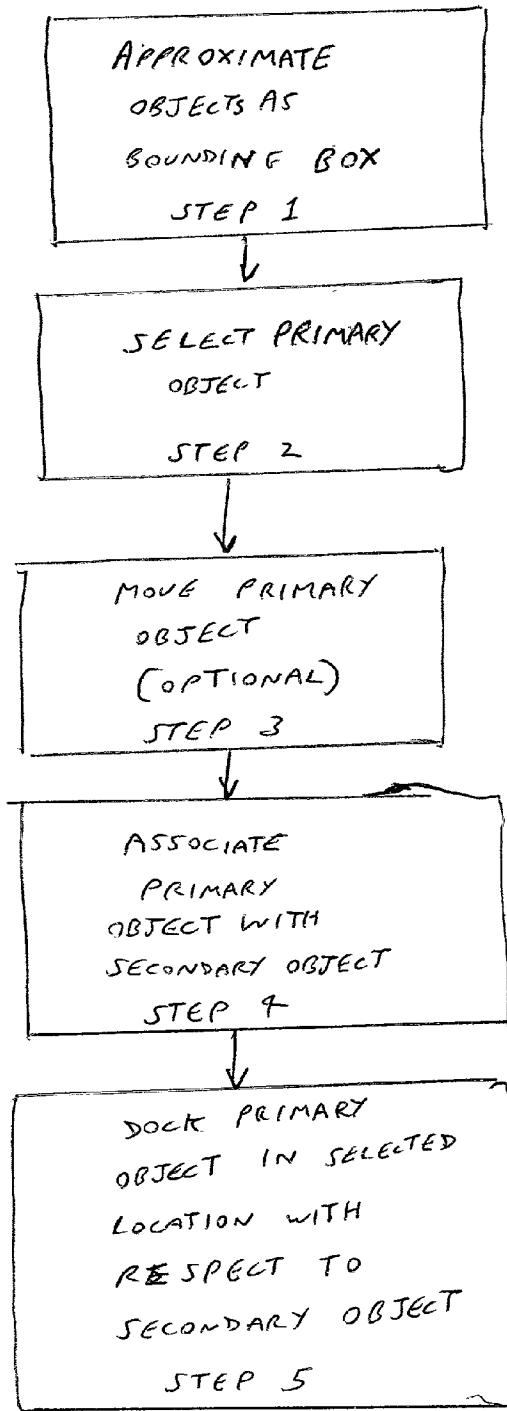 APPROXIMATE
OBJECTS AS
BOUNDING BOX
STEP 1
SELECT PRIMARY
OBJECT
STEP 2
MOVE PRIMARY
OBJECT
(OPTIONAL)
STEP 3
ASSOCIATE
PRIMARY
OBJECT WITH
SECONDARY OBJECT
STEP 4
DOCK PRIMARY
OBJECT IN SELECTED
LOCATION WITH
RESPECT TO
SECONDARY OBJECT
STEP 5